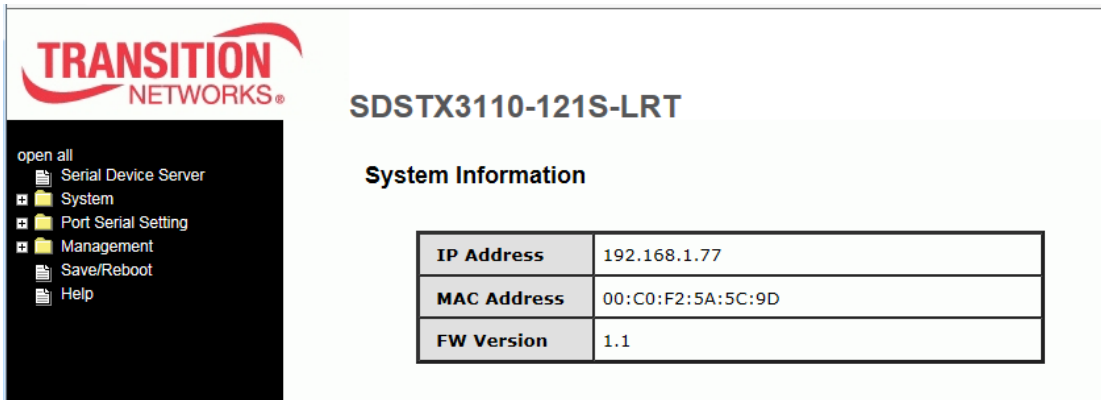 TRANSITION
NETWORKS®
SDSTX3110-121S-LRT
open all
Serial Device Server
System
Port Serial Setting
Management
Save/Reboot
Help
System Information
IP Address 192.168.1.77
MAC Address 00:C0:F2:5A:5C:9D
FW Version 1.1